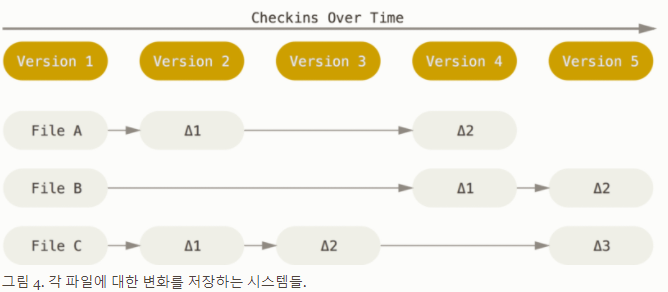 Checkins Over Time
Version 1 Version 2 Version 3 Version 4 Version 5
File A Δ1 Δ2
File B Δ1 Δ2
File C Δ1 Δ2 Δ3
그림 4. 각 파일에 대한 변화를 저장하는 시스템들.